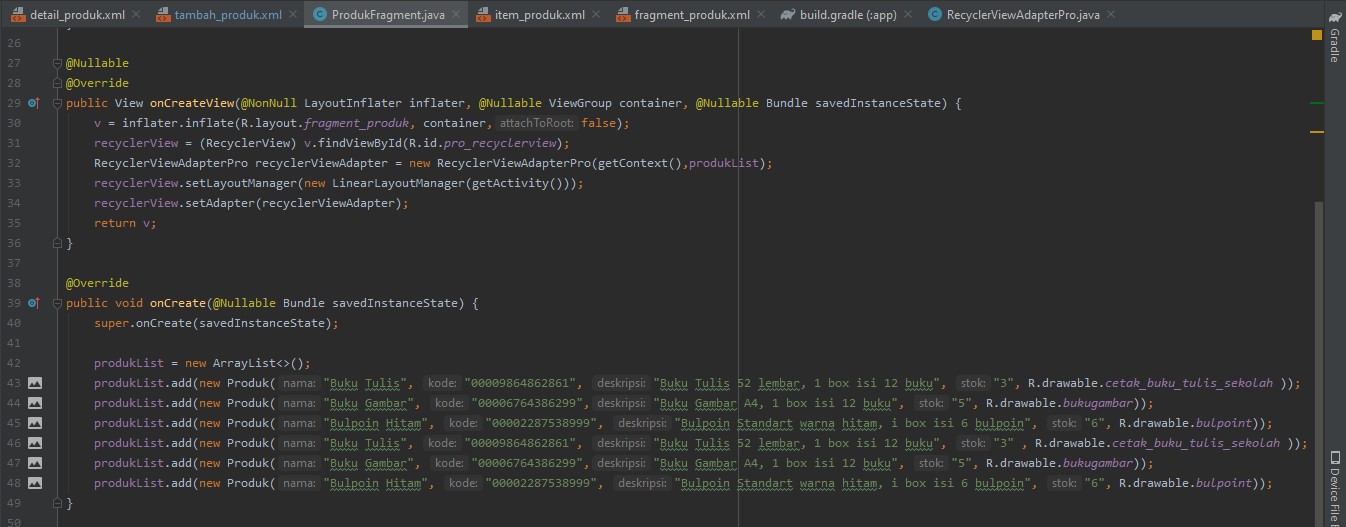 detail_produk.xml tambah_produk.xml ProdukFragment.java item_produk.xml fragment_produk.xml build.gradle (:app) RecyclerViewAdapterPro.java
26
27 @Nullable
28 @Override
29 public View onCreateView(@NonNull LayoutInflater inflater, @Nullable ViewGroup container, @Nullable Bundle savedInstanceState) {
30 v = inflater.inflate(R.layout.fragment_produk, container, attachToRoot: false);
31 recyclerView = (RecyclerView) v.findViewById(R.id.pro_recyclerview);
32 RecyclerViewAdapterPro recyclerViewAdapter = new RecyclerViewAdapterPro(getContext(),produkList);
33 recyclerView.setLayoutManager(new LinearLayoutManager(getActivity()));
34 recyclerView.setAdapter(recyclerViewAdapter);
35 return v;
36 }
37
38 @Override
39 public void onCreate(@Nullable Bundle savedInstanceState) {
40 super.onCreate(savedInstanceState);
41
42 produkList = new ArrayList<>();
43 produkList.add(new Produk( nama: "Buku Tulis", kode: "00009864862861", deskripsi: "Buku Tulis 52 lembar, 1 box isi 12 buku", stok: "3", R.drawable.cetak_buku_tulis_sekolah ));
44 produkList.add(new Produk( nama: "Buku Gambar", kode: "00006764386299", deskripsi: "Buku Gambar A4, 1 box isi 12 buku", stok: "5", R.drawable.bukugambar));
45 produkList.add(new Produk( nama: "Bulpoin Hitam", kode: "00002287538999", deskripsi: "Bulpoin Standart warna hitam, i box isi 6 bulpoin", stok: "6", R.drawable.bulpoint));
46 produkList.add(new Produk( nama: "Buku Tulis", kode: "00009864862861", deskripsi: "Buku Tulis 52 lembar, 1 box isi 12 buku", stok: "3" , R.drawable.cetak_buku_tulis_sekolah ));
47 produkList.add(new Produk( nama: "Buku Gambar", kode: "00006764386299", deskripsi: "Buku Gambar A4, 1 box isi 12 buku", stok: "5", R.drawable.bukugambar));
48 produkList.add(new Produk( nama: "Bulpoin Hitam", kode: "00002287538999", deskripsi: "Bulpoin Standart warna hitam, i box isi 6 bulpoin", stok: "6", R.drawable.bulpoint));
49 }
50
Gradle
Device File